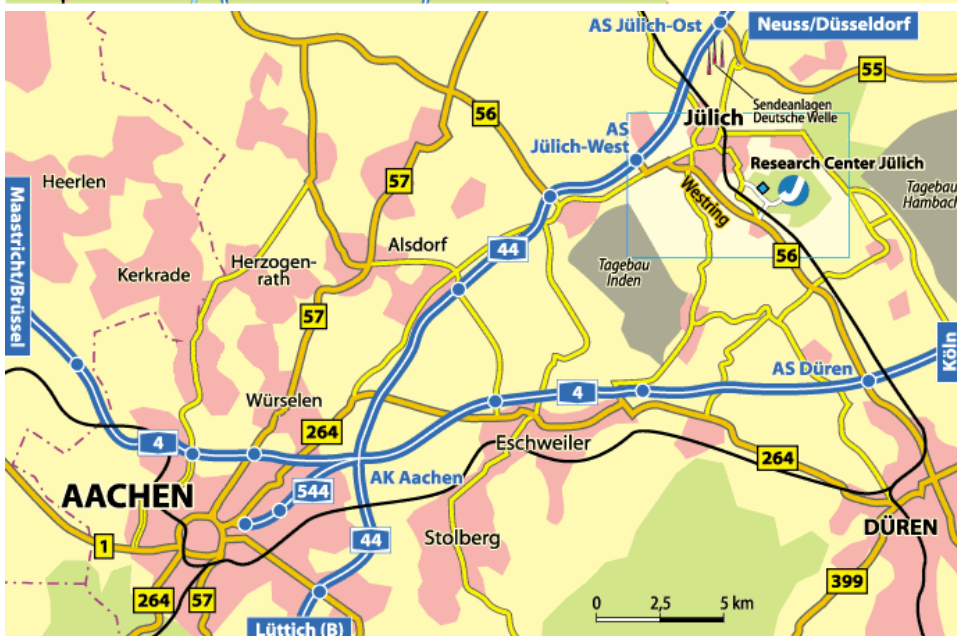 AS Jülich-Ost
Neuss/Düsseldorf
55
Sendeanlagen
Deutsche Welle
56
Jülich
AS
Jülich-West
Research Center Jülich
Heerlen
57
Westring
Tagebau
Hambach
Maastricht/Brüssel
Alsdorf
44
56
Kerkrade
Herzogen-
rath
Tagebau
Inden
57
Köln
AS Düren
4
Würselen
264
4
Eschweiler
264
AK Aachen
544
AACHEN
DÜREN
44
Stolberg
1
399
264
57
0
2,5
5 km
Lüttich (B)